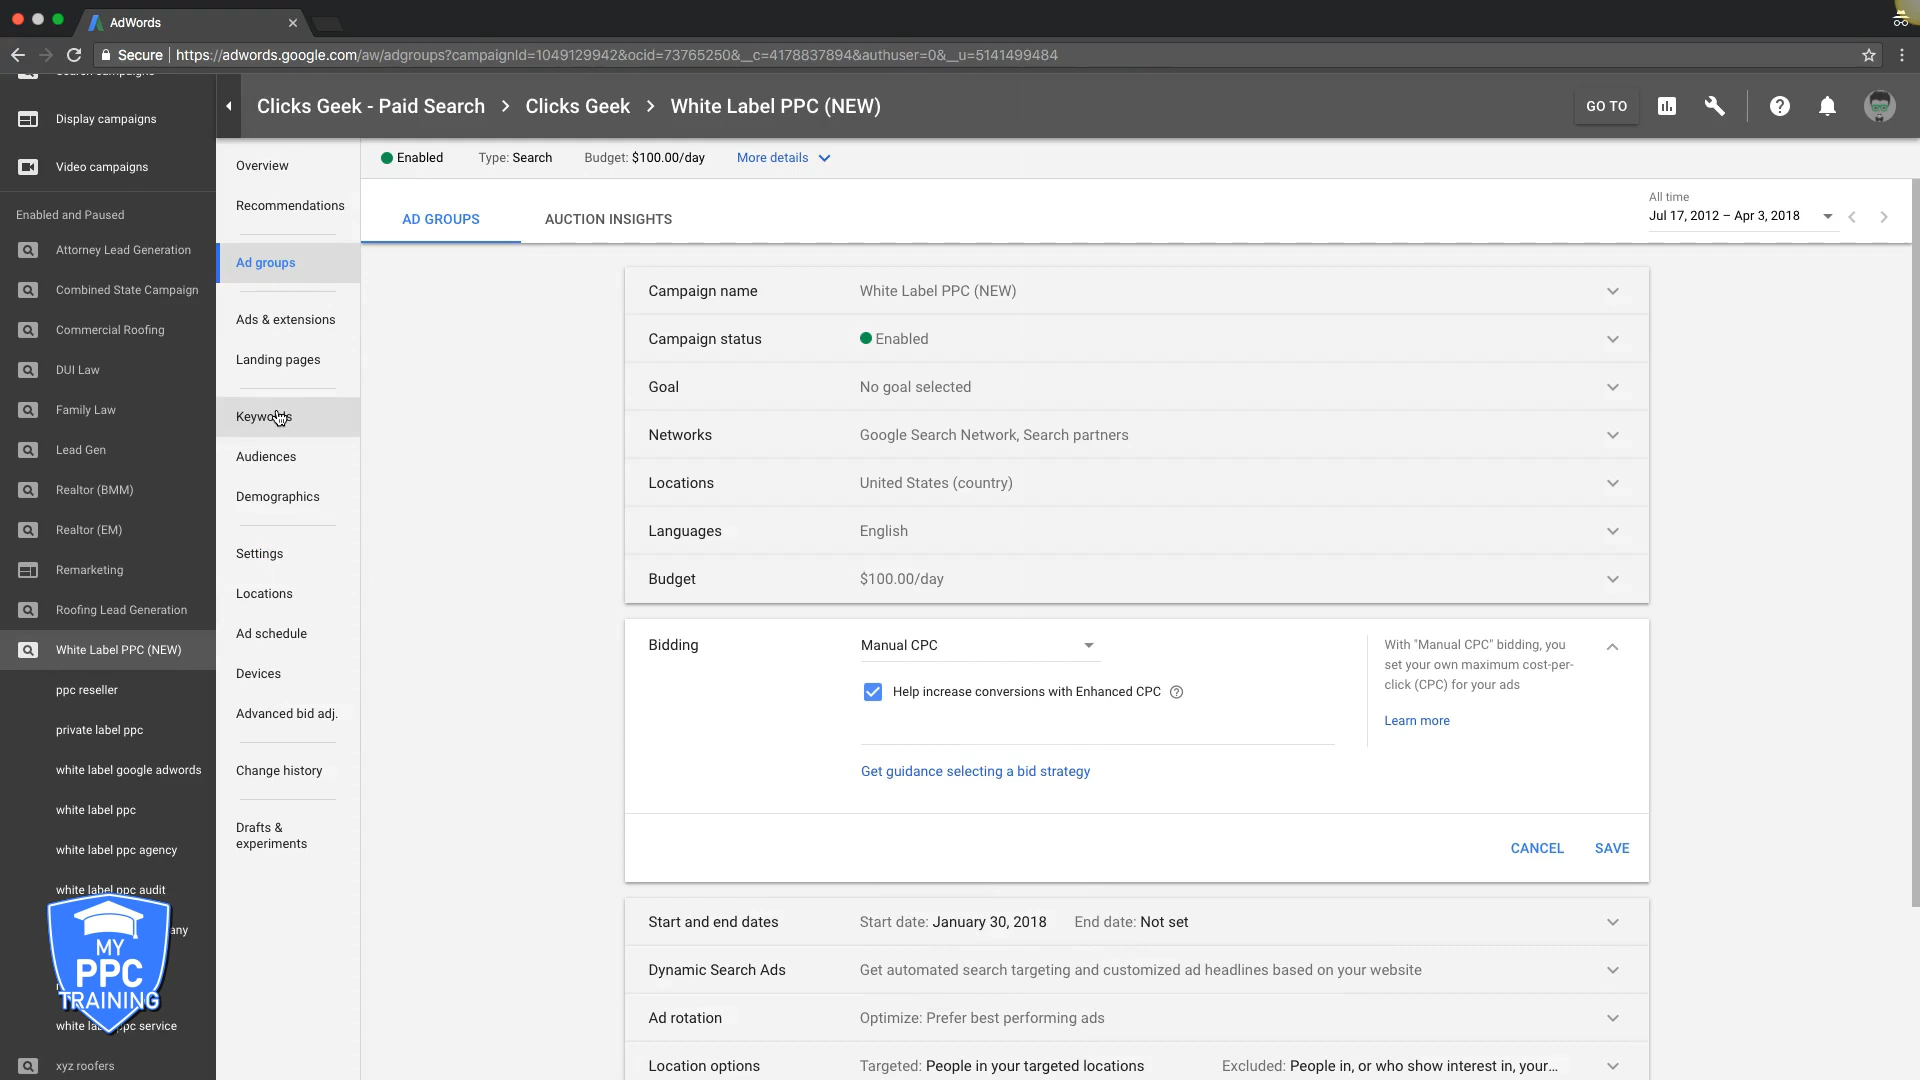 AdWords
Secure
https://adwords.google.com/aw/adgroups?campaignId=1049129942&ocid=73765250&__c=4178837894&authuser=0&__u=5141499484
Search campaigns
Display campaigns
Video campaigns
Enabled and Paused
Attorney Lead Generation
Combined State Campaign
Commercial Roofing
DUI Law
Family Law
Lead Gen
Realtor (BMM)
Realtor (EM)
Remarketing
Roofing Lead Generation
White Label PPC (NEW)
ppc reseller
private label ppc
white label google adwords
white label ppc
white label ppc agency
white label ppc audit
any
white label ppc service
xyz roofers
MY
PPC
TRAINING
Clicks Geek - Paid Search > Clicks Geek > White Label PPC (NEW)
GO TO
Overview
Recommendations
Ad groups
Ads & extensions
Landing pages
Keywords
Audiences
Demographics
Settings
Locations
Ad schedule
Devices
Advanced bid adj.
Change history
Drafts &
experiments
Enabled Type: Search Budget: $100.00/day More details
AD GROUPS AUCTION INSIGHTS
All time
Jul 17, 2012 – Apr 3, 2018
Campaign name White Label PPC (NEW)
Campaign status Enabled
Goal No goal selected
Networks Google Search Network, Search partners
Locations United States (country)
Languages English
Budget $100.00/day
Bidding Manual CPC
Help increase conversions with Enhanced CPC
Get guidance selecting a bid strategy
With "Manual CPC" bidding, you
set your own maximum cost-per-
click (CPC) for your ads
Learn more
CANCEL SAVE
Start and end dates Start date: January 30, 2018 End date: Not set
Dynamic Search Ads Get automated search targeting and customized ad headlines based on your website
Ad rotation Optimize: Prefer best performing ads
Location options Targeted: People in your targeted locations Excluded: People in, or who show interest in, your...